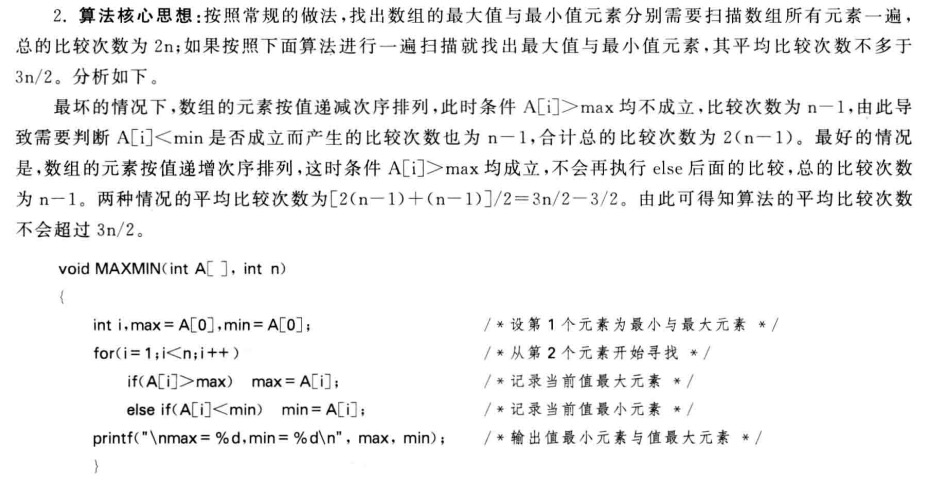 2. 算法核心思想:按照常规的做法,找出数组的最大值与最小值元素分别需要扫描数组所有元素一遍,
总的比较次数为 2n;如果按照下面算法进行一遍扫描就找出最大值与最小值元素,其平均比较次数不多于
3n/2。分析如下。
最坏的情况下,数组的元素按值递减次序排列,此时条件 A[i]>max 均不成立,比较次数为 n-1,由此导
致需要判断 A[i]<min 是否成立而产生的比较次数也为 n-1,合计总的比较次数为 2(n-1)。最好的情况
是,数组的元素按值递增次序排列,这时条件 A[i]>max 均成立,不会再执行 else 后面的比较,总的比较次数
为 n-1。两种情况的平均比较次数为[2(n-1)+(n-1)]/2=3n/2-3/2。由此可得知算法的平均比较次数
不会超过 3n/2。
void MAXMIN(int A[ ], int n)
{
int i,max=A[0],min=A[0]; /*设第 1 个元素为最小与最大元素 */
for(i=1;i<n;i++) /*从第 2 个元素开始寻找 */
if(A[i]>max) max=A[i]; /*记录当前值最大元素 */
else if(A[i]<min) min=A[i]; /*记录当前值最小元素 */
printf("\nmax=%d,min=%d\n", max, min); /*输出值最小元素与值最大元素 */
}